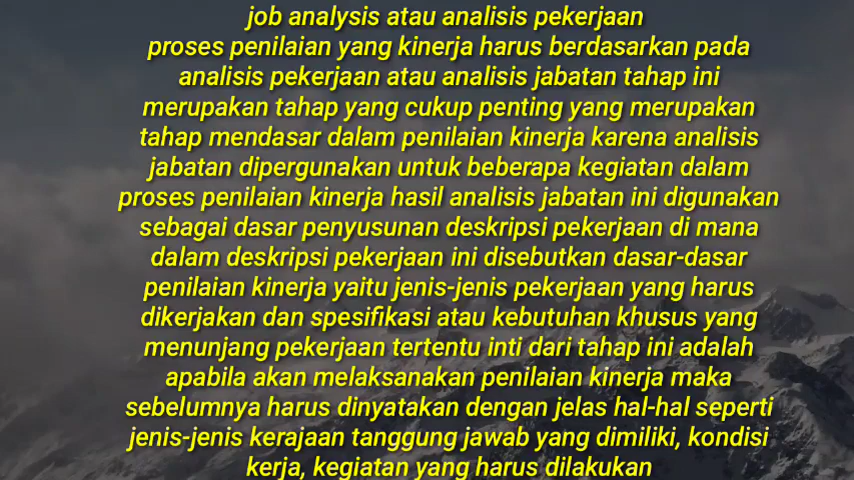 job analysis atau analisis pekerjaan
proses penilaian yang kinerja harus berdasarkan pada
analisis pekerjaan atau analisis jabatan tahap ini
merupakan tahap yang cukup penting yang merupakan
tahap mendasar dalam penilaian kinerja karena analisis
jabatan dipergunakan untuk beberapa kegiatan dalam
proses penilaian kinerja hasil analisis jabatan ini digunakan
sebagai dasar penyusunan deskripsi pekerjaan di mana
dalam deskripsi pekerjaan ini disebutkan dasar-dasar
penilaian kinerja yaitu jenis-jenis pekerjaan yang harus
dikerjakan dan spesifikasi atau kebutuhan khusus yang
menunjang pekerjaan tertentu inti dari tahap ini adalah
apabila akan melaksanakan penilaian kinerja maka
sebelumnya harus dinyatakan dengan jelas hal-hal seperti
jenis-jenis kerajaan tanggung jawab yang dimiliki, kondisi
kerja, kegiatan yang harus dilakukan